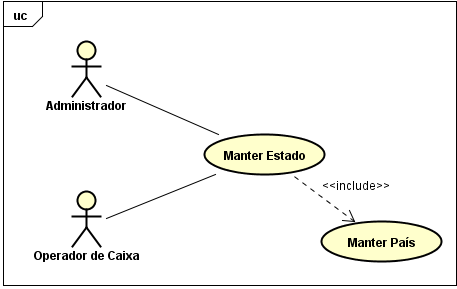 uc
Administrador
Manter Estado
<<include>>
Operador de Caixa
Manter País